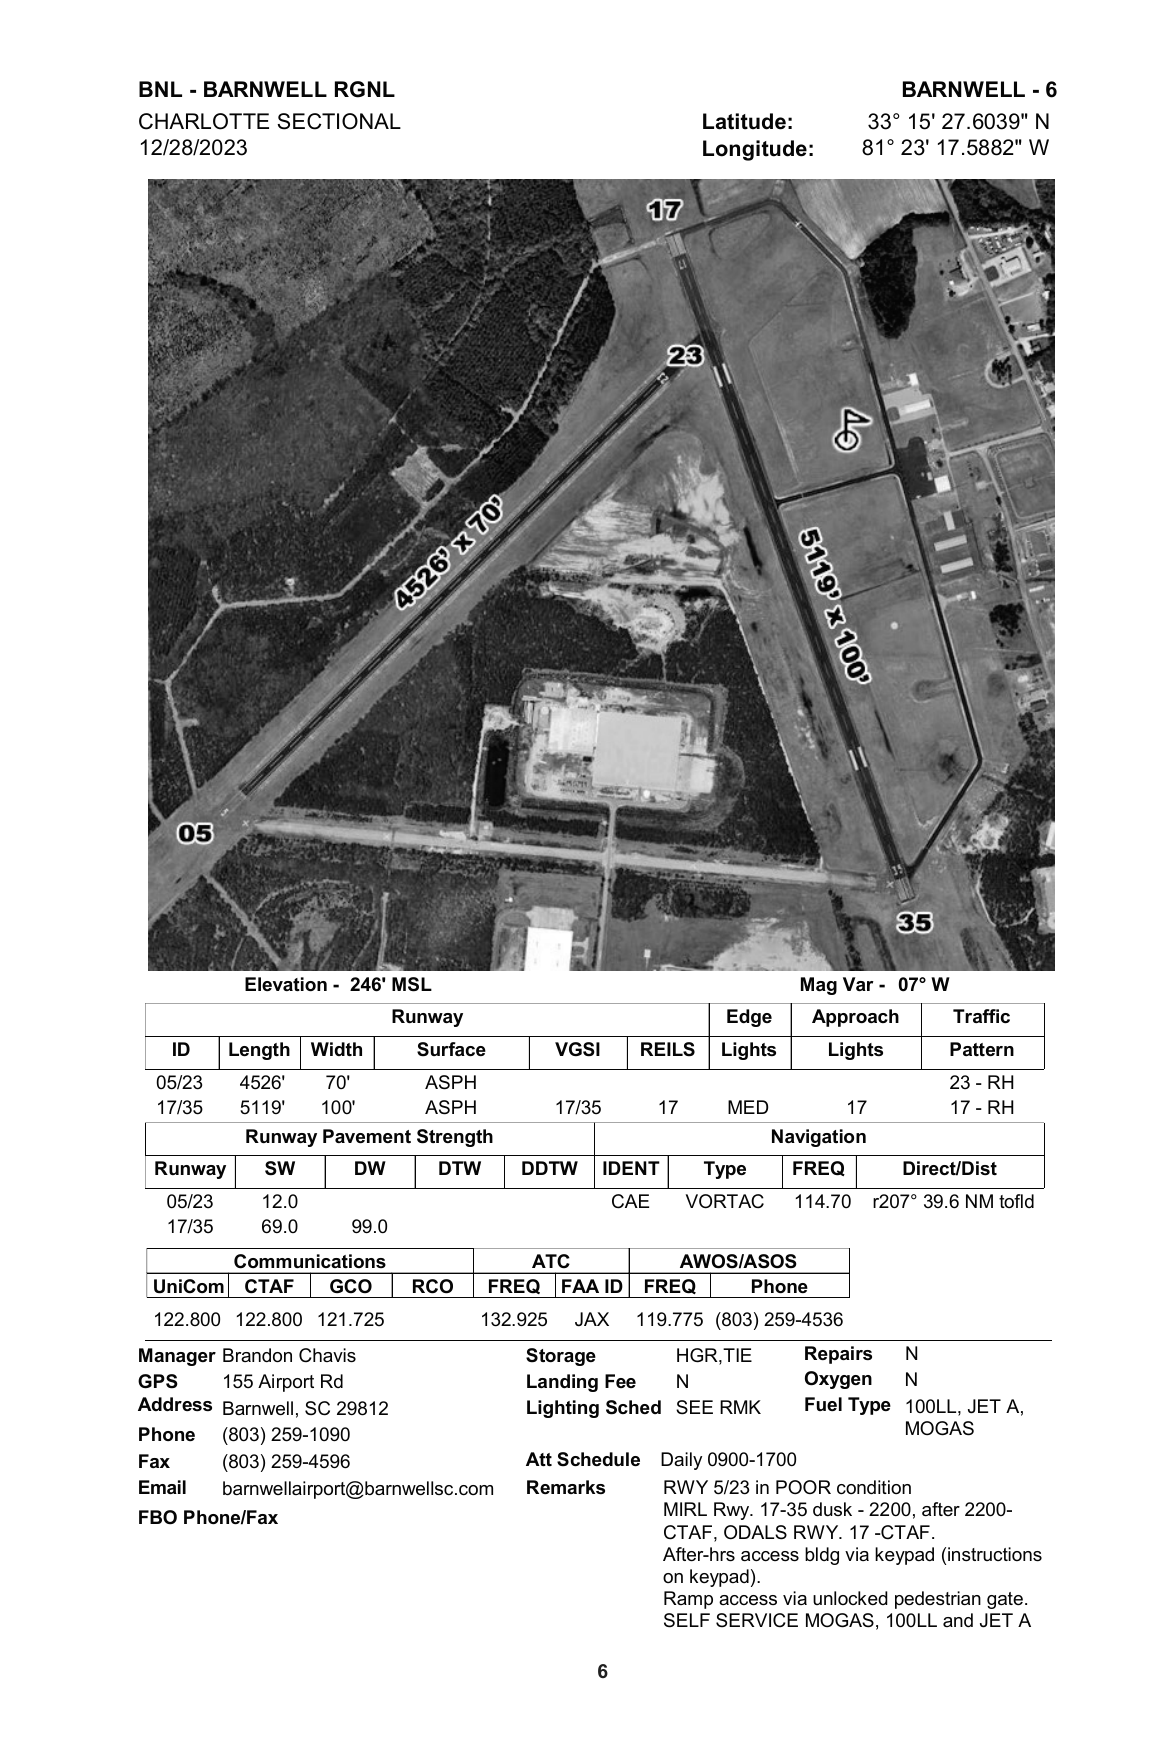 BNL - BARNWELL RGNL BARNWELL - 6
CHARLOTTE SECTIONAL Latitude: 33° 15' 27.6039" N
12/28/2023 Longitude: 81° 23' 17.5882" W
17
23
4526' x 70'
5119' x 100'
05
35
Elevation - 246' MSL Mag Var - 07° W
Runway Edge Approach Traffic
ID Length Width Surface VGSI REILS Lights Lights Pattern
05/23 4526' 70' ASPH 23 - RH
17/35 5119' 100' ASPH 17/35 17 MED 17 17 - RH
Runway Pavement Strength Navigation
Runway SW DW DTW DDTW IDENT Type FREQ Direct/Dist
05/23 12.0 CAE VORTAC 114.70 r207° 39.6 NM tofld
17/35 69.0 99.0
Communications ATC AWOS/ASOS
UniCom CTAF GCO RCO FREQ FAA ID FREQ Phone
122.800 122.800 121.725 132.925 JAX 119.775 (803) 259-4536
Manager Brandon Chavis
GPS 155 Airport Rd
Address Barnwell, SC 29812
Phone (803) 259-1090
Fax (803) 259-4596
Email barnwellairport@barnwellsc.com
FBO Phone/Fax
Storage HGR,TIE
Landing Fee N
Lighting Sched SEE RMK
Repairs N
Oxygen N
Fuel Type 100LL, JET A,
MOGAS
Att Schedule Daily 0900-1700
Remarks RWY 5/23 in POOR condition
MIRL Rwy. 17-35 dusk - 2200, after 2200-
CTAF, ODALS RWY. 17 -CTAF.
After-hrs access bldg via keypad (instructions
on keypad).
Ramp access via unlocked pedestrian gate.
SELF SERVICE MOGAS, 100LL and JET A
6